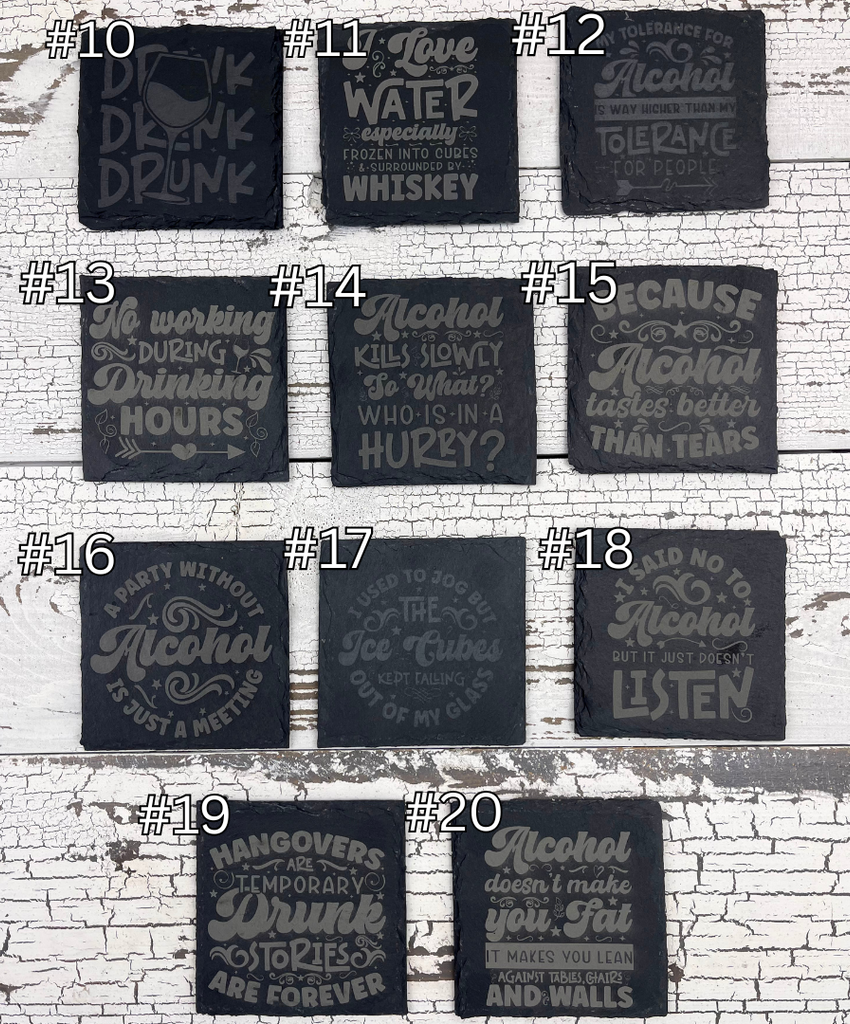 #10
DRINK
DRANK
DRUNK
#11
I Love
WATER
especially
FROZEN INTO CUBES
& SURROUNDED BY
WHISKEY
#12
MY TOLERANCE FOR
Alcohol
IS WAY HIGHER THAN MY
TOLERANCE
FOR PEOPLE
#13
No working
DURING
Drinking
HOURS
#14
Alcohol
KILLS SLOWLY
So What?
WHO IS IN A
HURRY?
#15
BECAUSE
Alcohol
tastes better
THAN TEARS
#16
A PARTY WITHOUT
Alcohol
IS JUST A MEETING
#17
I USED TO JOG BUT
THE
Ice Cubes
KEPT FALLING
OUT OF MY GLASS
#18
I SAID NO TO
Alcohol
BUT IT JUST DOESN'T
LISTEN
#19
HANGOVERS
ARE
TEMPORARY
Drunk
STORIES
ARE FOREVER
#20
Alcohol
doesn't make
you Fat
IT MAKES YOU LEAN
AGAINST TABLES, CHAIRS
AND WALLS